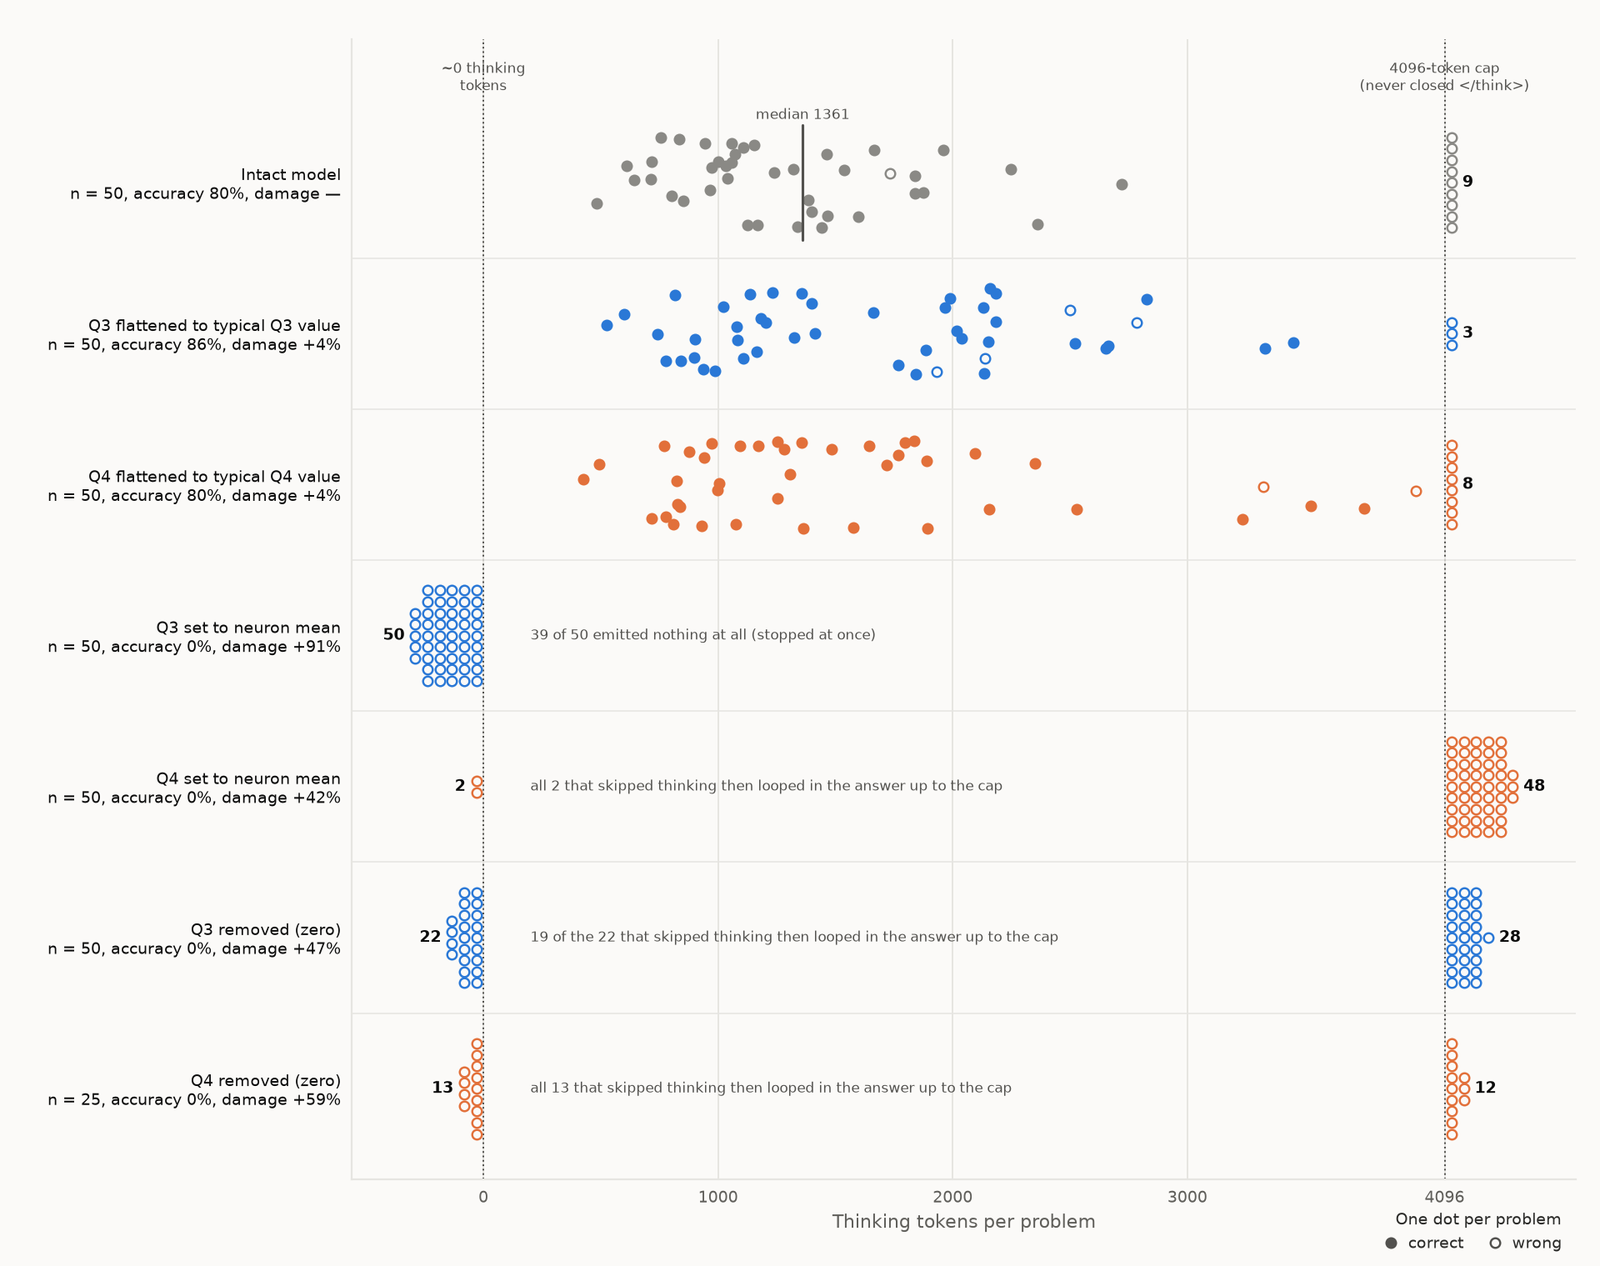 ~0 thinking
tokens
4096-token cap
(never closed </think>)
median 1361
Intact model
n = 50, accuracy 80%, damage —
9
Q3 flattened to typical Q3 value
n = 50, accuracy 86%, damage +4%
3
Q4 flattened to typical Q4 value
n = 50, accuracy 80%, damage +4%
8
Q3 set to neuron mean
n = 50, accuracy 0%, damage +91%
50
39 of 50 emitted nothing at all (stopped at once)
Q4 set to neuron mean
n = 50, accuracy 0%, damage +42%
2
all 2 that skipped thinking then looped in the answer up to the cap
48
Q3 removed (zero)
n = 50, accuracy 0%, damage +47%
22
19 of the 22 that skipped thinking then looped in the answer up to the cap
28
Q4 removed (zero)
n = 25, accuracy 0%, damage +59%
13
all 13 that skipped thinking then looped in the answer up to the cap
12
0 1000 2000 3000 4096
Thinking tokens per problem
One dot per problem
correct wrong